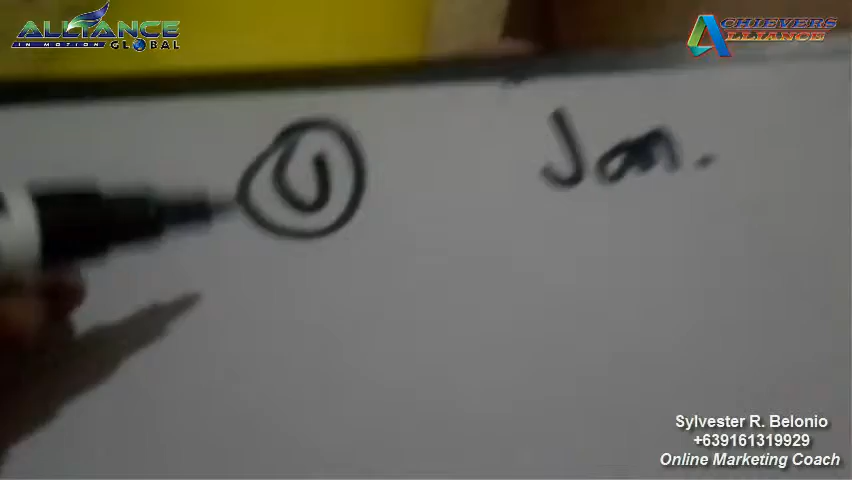 ALLIANCE
IN MOTION GLOBAL
ACHIEVERS
ALLIANCE
U
Jan.
Sylvester R. Belonio
+639161319929
Online Marketing Coach